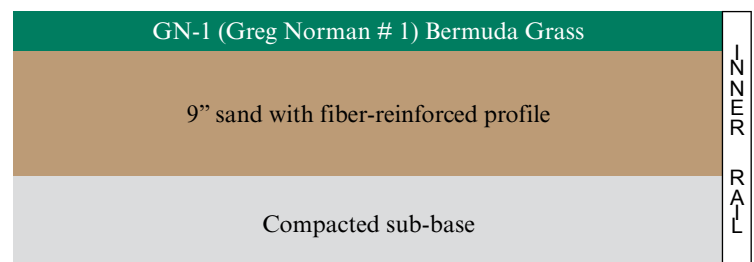 GN-1 (Greg Norman # 1) Bermuda Grass
9” sand with fiber-reinforced profile
Compacted sub-base
INNER RAIL